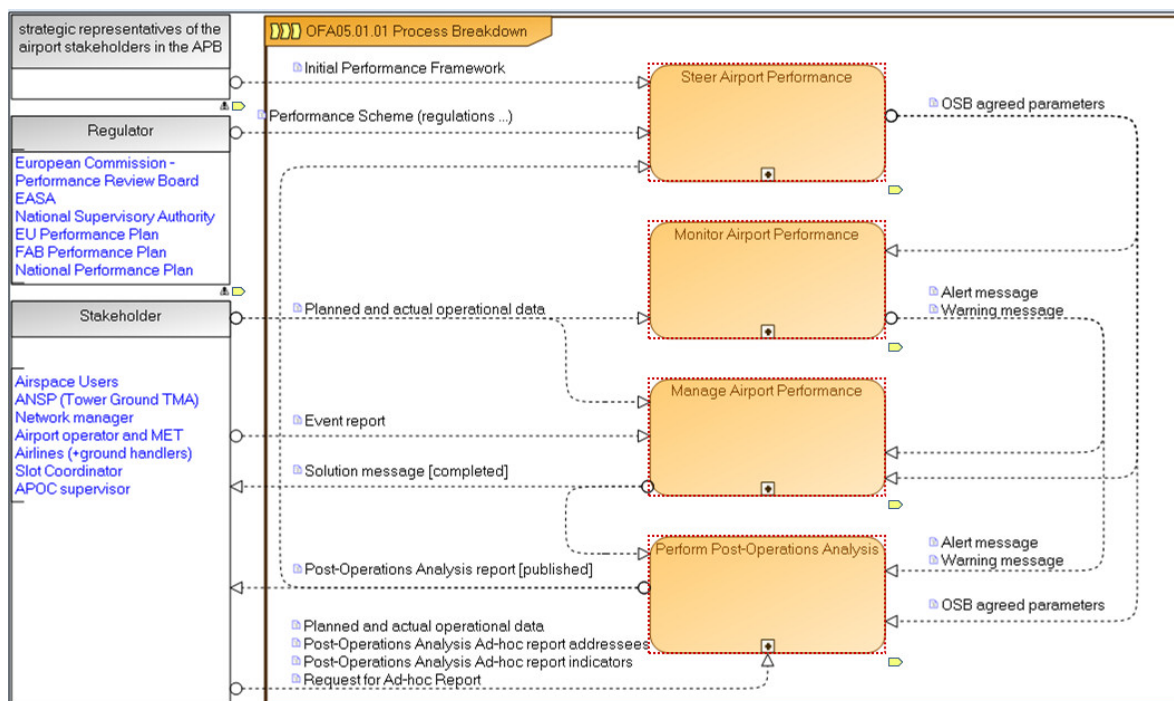 strategic representatives of the
airport stakeholders in the APB
OFA05.01.01 Process Breakdown
Initial Performance Framework
Steer Airport Performance
OSB agreed parameters
Performance Scheme (regulations ...)
Regulator
European Commission -
Performance Review Board
EASA
National Supervisory Authority
EU Performance Plan
FAB Performance Plan
National Performance Plan
Monitor Airport Performance
Alert message
Warning message
Stakeholder
Planned and actual operational data
Airspace Users
ANSP (Tower Ground TMA)
Network manager
Airport operator and MET
Airlines (+ground handlers)
Slot Coordinator
APOC supervisor
Manage Airport Performance
Event report
Solution message [completed]
Perform Post-Operations Analysis
Alert message
Warning message
Post-Operations Analysis report [published]
OSB agreed parameters
Planned and actual operational data
Post-Operations Analysis Ad-hoc report addressees
Post-Operations Analysis Ad-hoc report indicators
Request for Ad-hoc Report